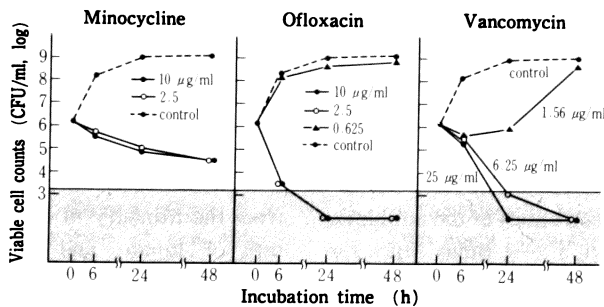 Minocycline
Ofloxacin
Vancomycin
Viable cell counts (CFU/ml, log)
9
8
7
6
5
4
3
10 μg/ml
2.5
control
10 μg/ml
2.5
0.625
control
control
1.56 μg/ml
6.25 μg/ml
25 μg/ml
0 6 24 48
0 6 24 48
0 6 24 48
Incubation time (h)